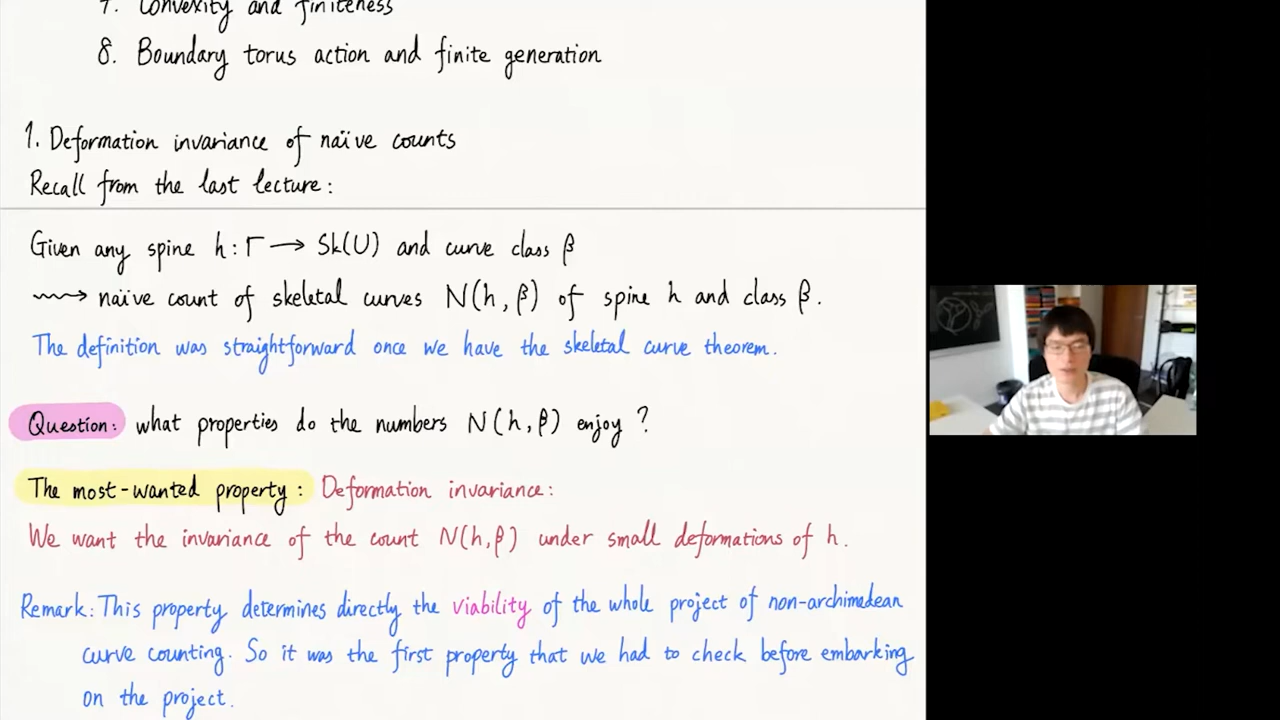 7. Convexity and finiteness
8. Boundary torus action and finite generation
1. Deformation invariance of naïve counts
Recall from the last lecture:
Given any spine h: Γ → Sk(U) and curve class β
⇝ naïve count of skeletal curves N(h, β) of spine h and class β.
The definition was straightforward once we have the skeletal curve theorem.
Question: what properties do the numbers N(h, β) enjoy?
The most-wanted property: Deformation invariance:
We want the invariance of the count N(h, β) under small deformations of h.
Remark: This property determines directly the viability of the whole project of non-archimedean
curve counting. So it was the first property that we had to check before embarking
on the project.